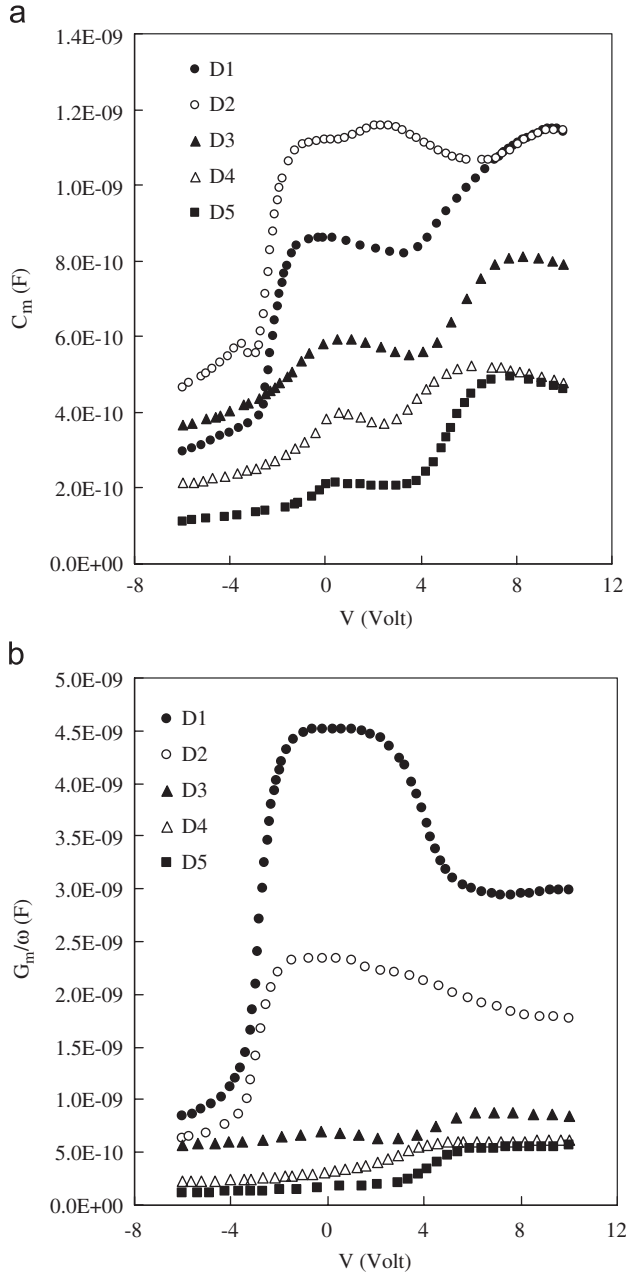 a
1.4E-09
1.2E-09
1.0E-09
8.0E-10
6.0E-10
4.0E-10
2.0E-10
0.0E+00
C_m (F)
D1
D2
D3
D4
D5
-8
-4
0
4
8
12
V (Volt)
b
5.0E-09
4.5E-09
4.0E-09
3.5E-09
3.0E-09
2.5E-09
2.0E-09
1.5E-09
1.0E-09
5.0E-10
0.0E+00
G_m/ω (F)
D1
D2
D3
D4
D5
-8
-4
0
4
8
12
V (Volt)